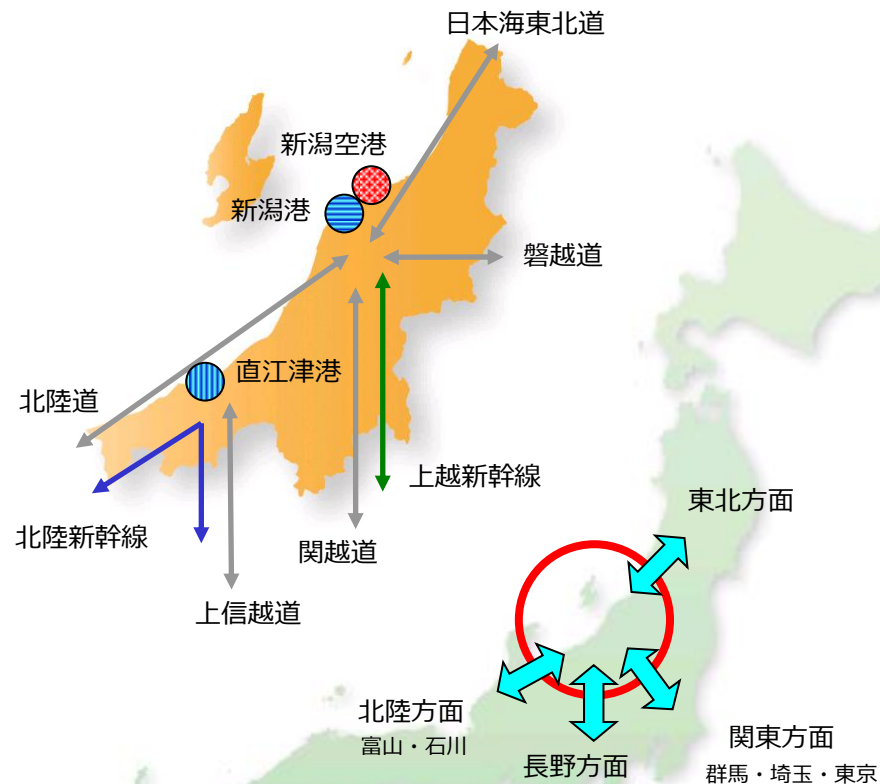 日本海東北道
新潟空港
新潟港
磐越道
直江津港
北陸道
上越新幹線
北陸新幹線
関越道
上信越道
東北方面
北陸方面
富山・石川
長野方面
関東方面
群馬・埼玉・東京